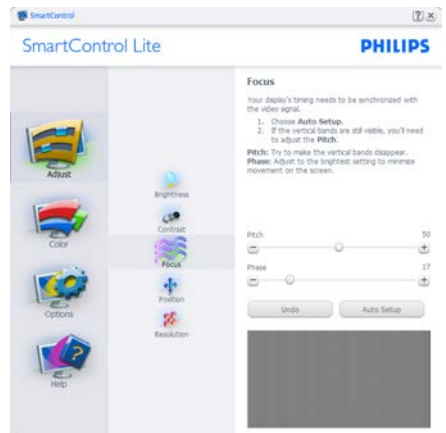 SmartControl
SmartControl Lite
PHILIPS
Adjust
Color
Options
Help
Brightness
Contrast
Focus
Position
Resolution
Focus
Your display's timing needs to be synchronized with
the video signal.
1. Choose Auto Setup.
2. If the vertical bands are still visible, you'll need
to adjust the Pitch.
Pitch: Try to make the vertical bands disappear.
Phase: Adjust to the brightest setting to minimize
movement on the screen.
Pitch 50
Phase 17
Undo Auto Setup